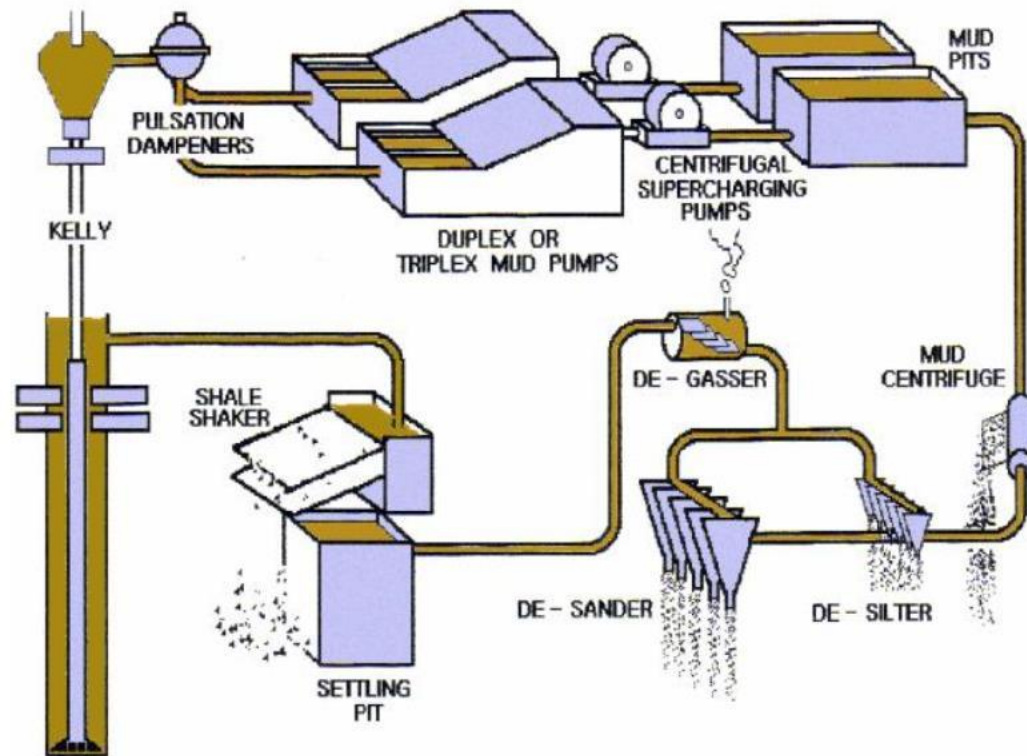 MUD
PITS
PULSATION
DAMPENERS
CENTRIFUGAL
SUPERCHARGING
PUMPS
KELLY
DUPLEX OR
TRIPLEX MUD PUMPS
DE - GASSER
MUD
CENTRIFUGE
SHALE
SHAKER
DE - SANDER
DE - SILTER
SETTLING
PIT